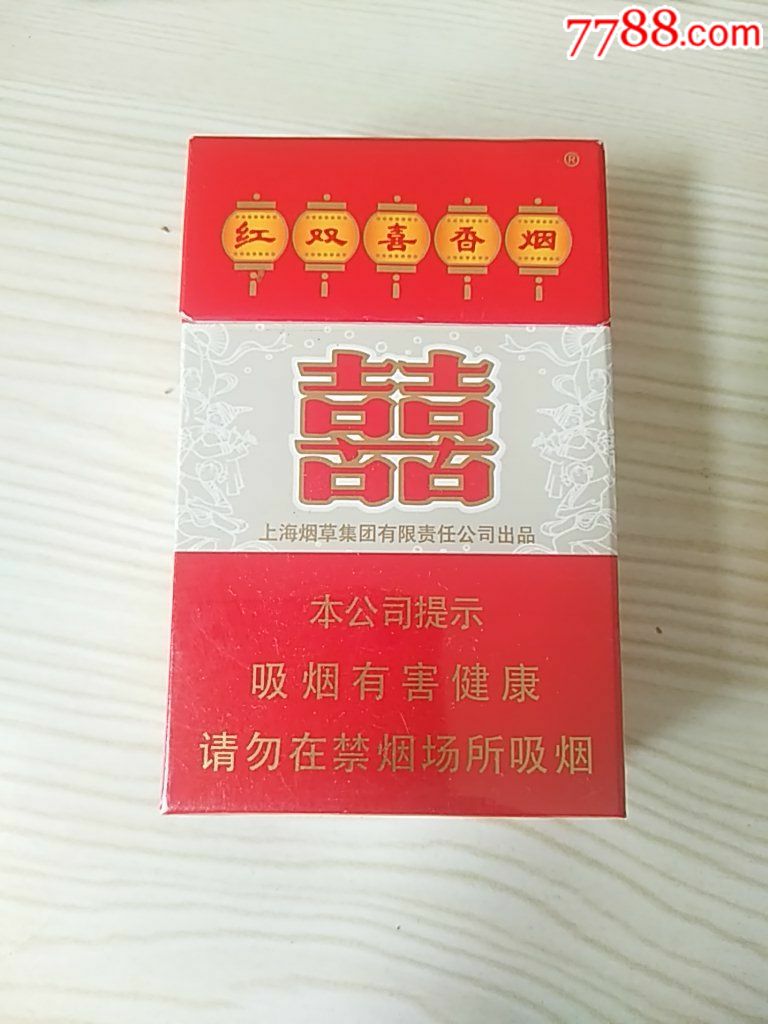 7788.com
®
红双喜香烟
囍
上海烟草集团有限责任公司出品
本公司提示
吸烟有害健康
请勿在禁烟场所吸烟